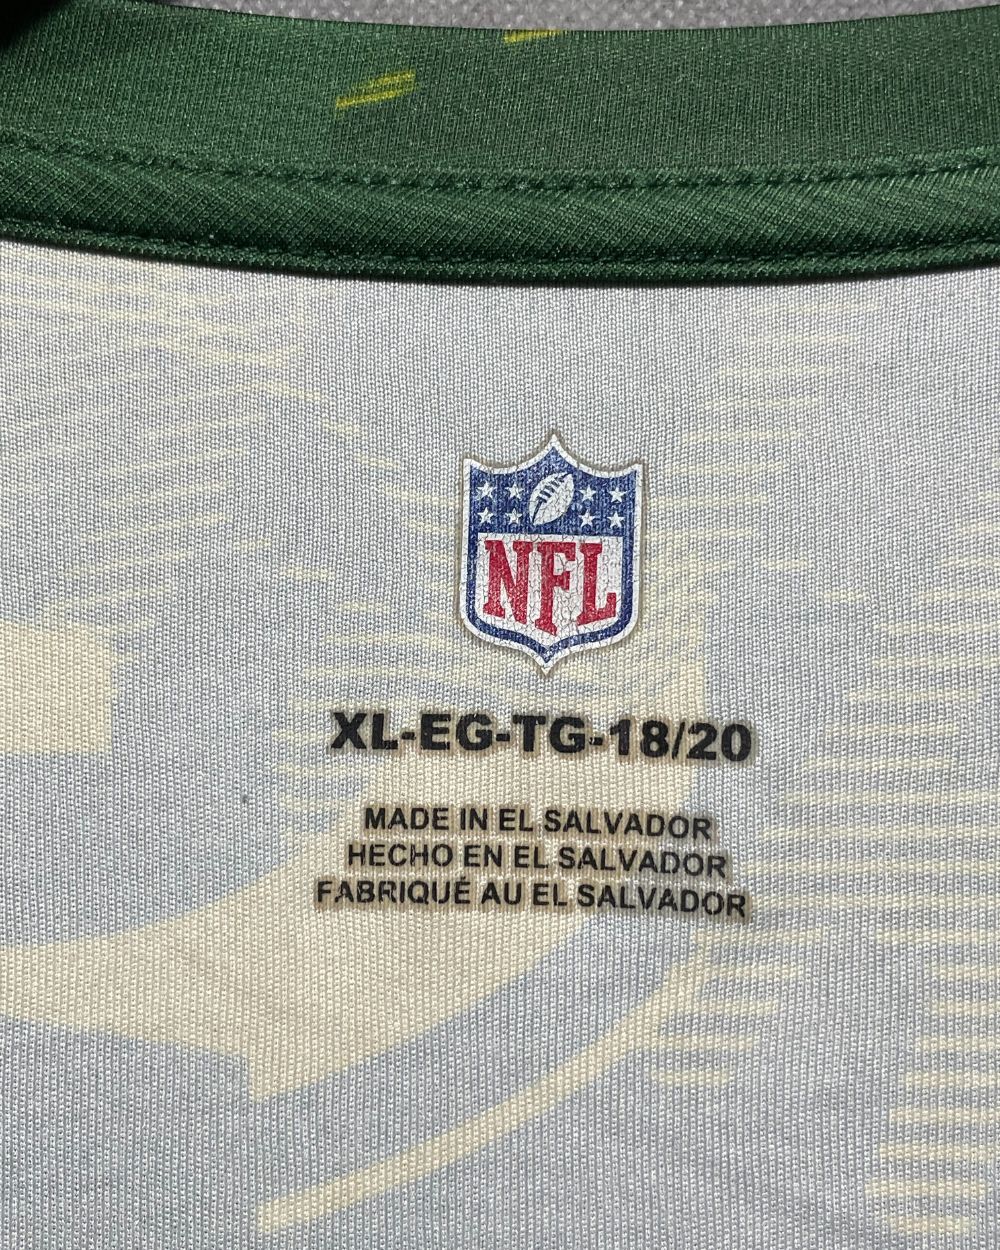 NFL
XL-EG-TG-18/20
MADE IN EL SALVADOR
HECHO EN EL SALVADOR
FABRIQUÉ AU EL SALVADOR